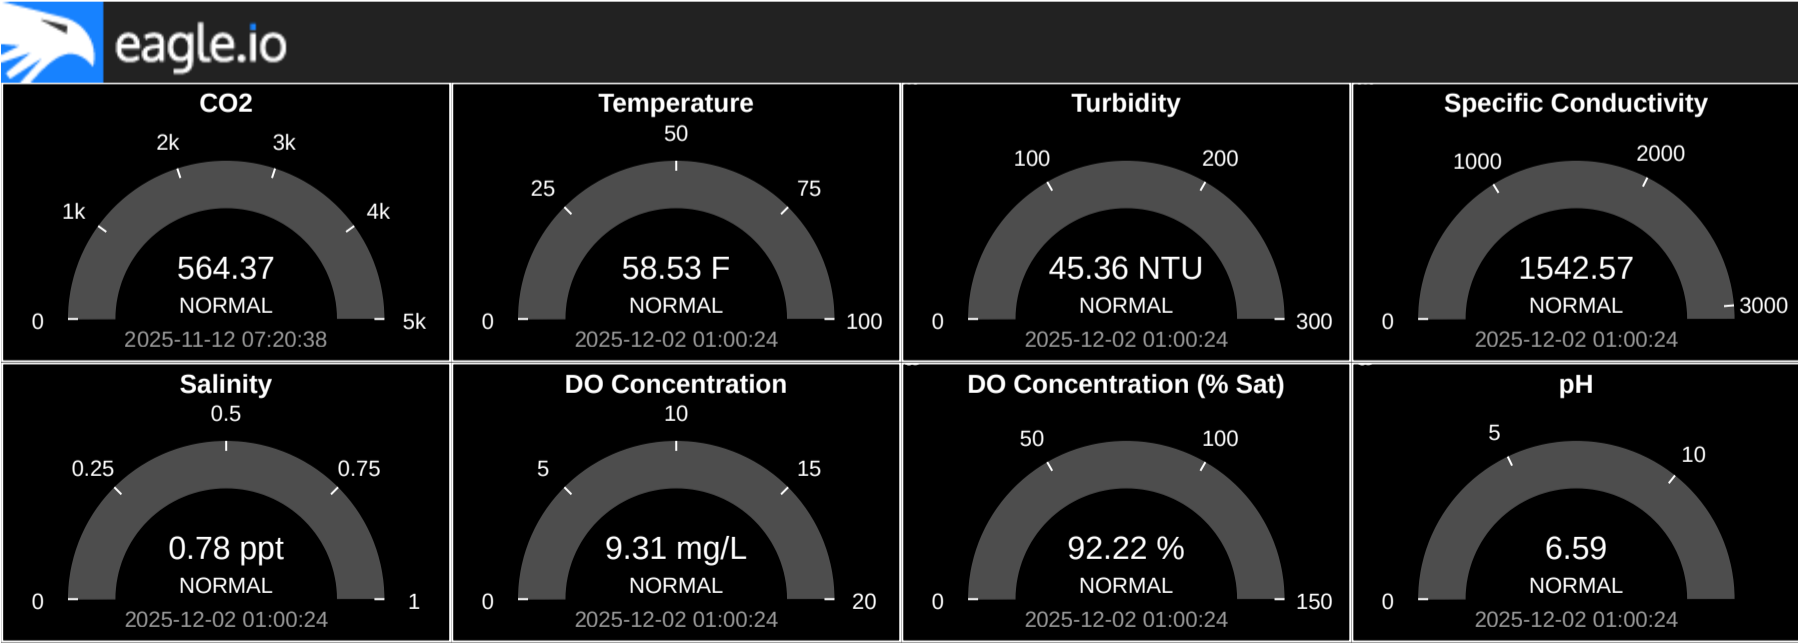 eagle.io
CO2
2k
3k
1k
4k
564.37
NORMAL
0
5k
2025-11-12 07:20:38
Temperature
50
25
75
58.53 F
NORMAL
0
100
2025-12-02 01:00:24
Turbidity
100
200
45.36 NTU
NORMAL
0
300
2025-12-02 01:00:24
Specific Conductivity
1000
2000
1542.57
NORMAL
3000
0
2025-12-02 01:00:24
Salinity
0.5
0.25
0.75
0.78 ppt
NORMAL
0
1
2025-12-02 01:00:24
DO Concentration
10
5
15
9.31 mg/L
NORMAL
0
20
2025-12-02 01:00:24
DO Concentration (% Sat)
50
100
92.22 %
NORMAL
0
150
2025-12-02 01:00:24
pH
5
10
6.59
NORMAL
0
2025-12-02 01:00:24